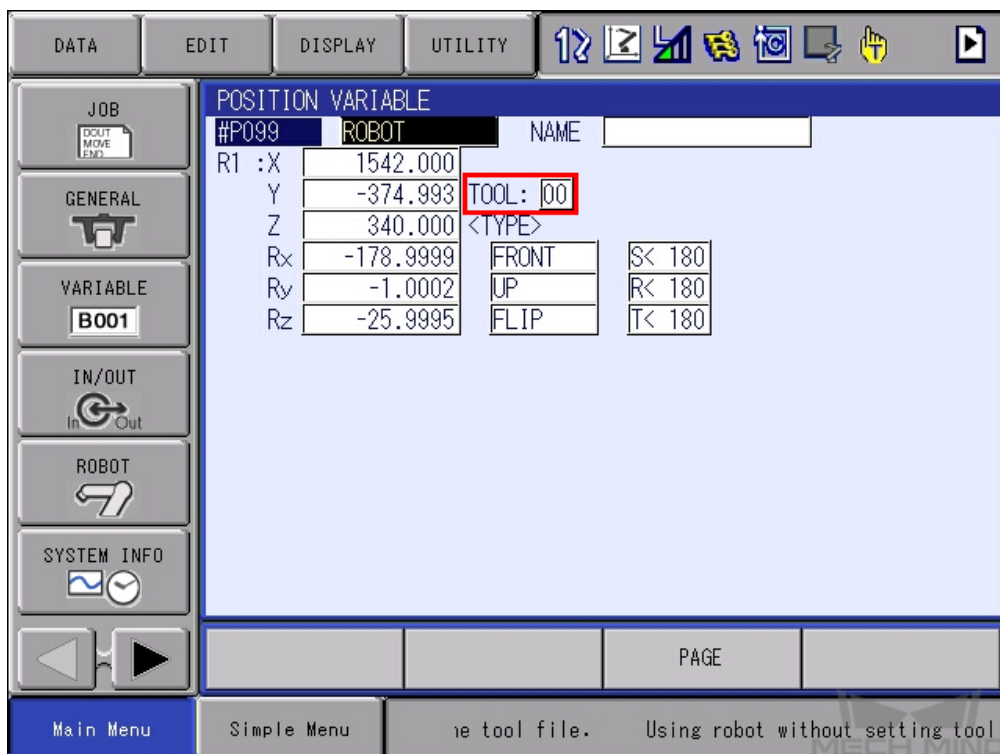 DATA EDIT DISPLAY UTILITY
JOB
DOUT
MOVE
END
GENERAL
VARIABLE
B001
IN/OUT
In Out
ROBOT
SYSTEM INFO
POSITION VARIABLE
#P099 ROBOT NAME
R1 :X 1542.000
Y -374.993 TOOL: 00
Z 340.000 <TYPE>
Rx -178.9999 FRONT S< 180
Ry -1.0002 UP R< 180
Rz -25.9995 FLIP T< 180
PAGE
Main Menu Simple Menu ne tool file. Using robot without setting tool
MECH MIND